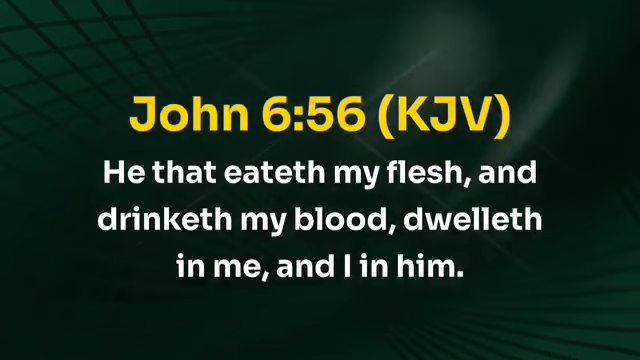 John 6:56 (KJV)
He that eateth my flesh, and
drinketh my blood, dwelleth
in me, and I in him.